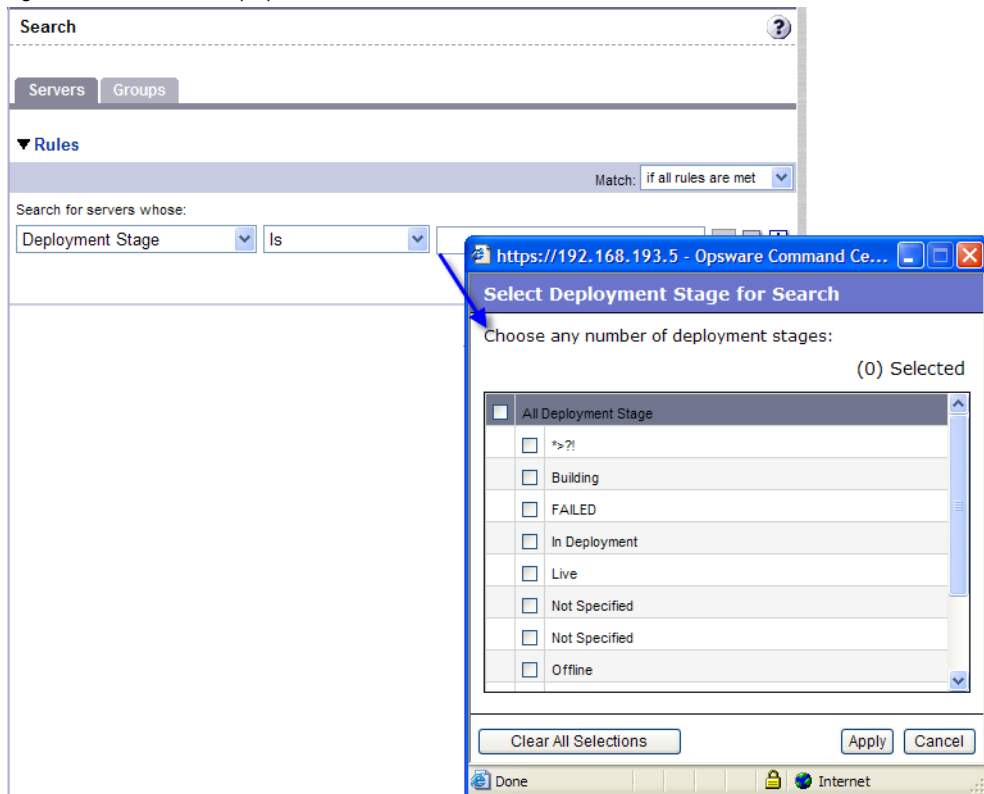 Search
?
Servers Groups
Rules
Match: if all rules are met
Search for servers whose:
Deployment Stage Is
https://192.168.193.5 - Opsware Command Ce...
Select Deployment Stage for Search
Choose any number of deployment stages:
(0) Selected
All Deployment Stage
*>?!
Building
FAILED
In Deployment
Live
Not Specified
Not Specified
Offline
Clear All Selections Apply Cancel
Done Internet